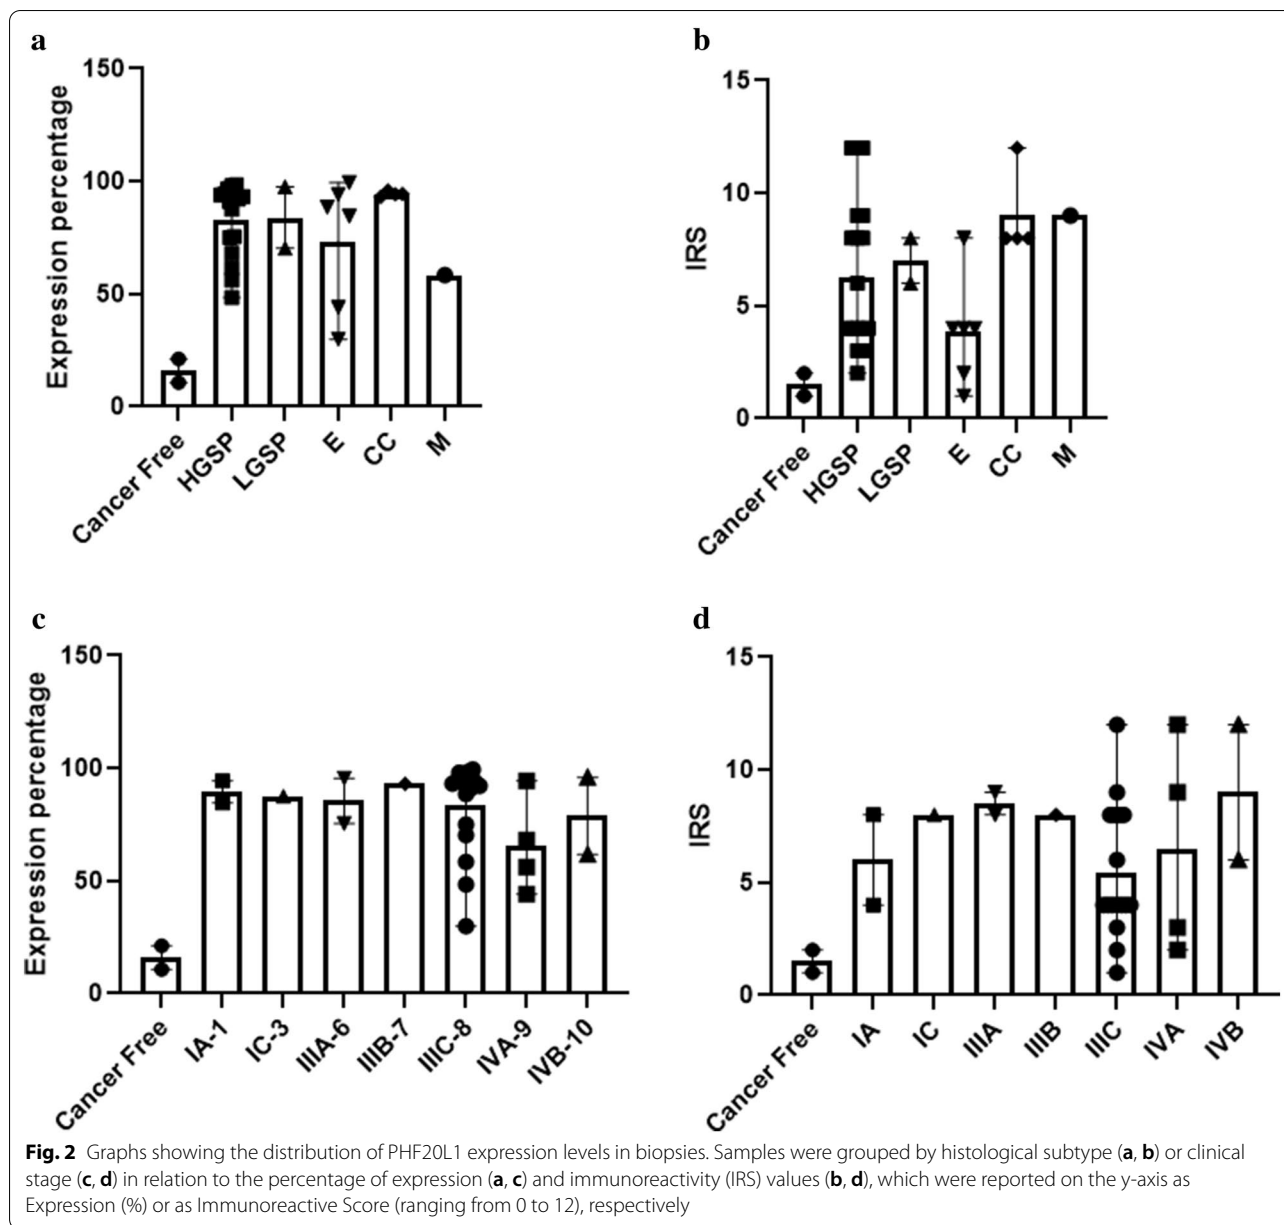 a
150
100
50
0
Expression percentage
Cancer Free
HGSP
LGSP
E
CC
M
b
15
10
5
0
IRS
Cancer Free
HGSP
LGSP
E
CC
M
c
150
100
50
0
Expression percentage
Cancer Free
IA-1
IC-3
IIIA-6
IIIB-7
IIIC-8
IVA-9
IVB-10
d
15
10
5
0
IRS
Cancer Free
IA
IC
IIIA
IIIB
IIIC
IVA
IVB
Fig. 2 Graphs showing the distribution of PHF20L1 expression levels in biopsies. Samples were grouped by histological subtype (a, b) or clinical
stage (c, d) in relation to the percentage of expression (a, c) and immunoreactivity (IRS) values (b, d), which were reported on the y-axis as
Expression (%) or as Immunoreactive Score (ranging from 0 to 12), respectively